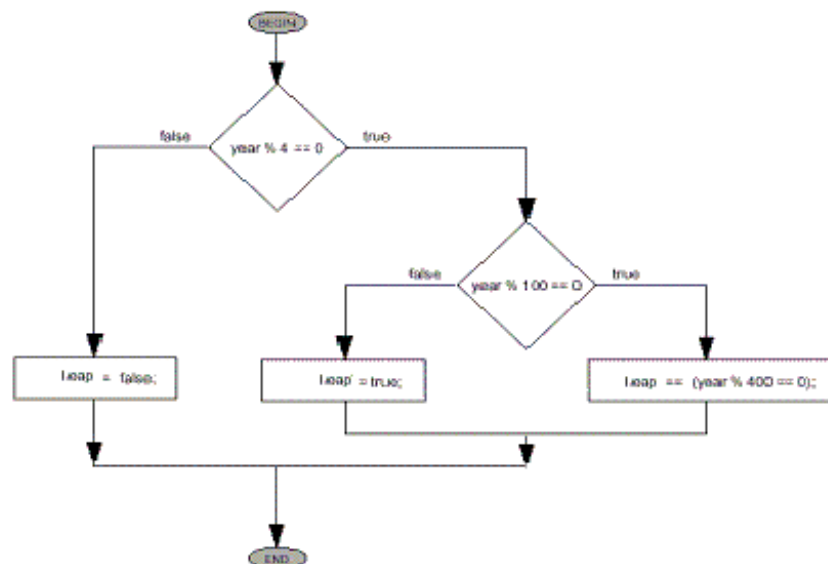 BEGIN
false
true
year % 4 == 0
false
true
year % 100 == 0
Leap = false;
Leap = true;
Leap == (year % 400 == 0);
END